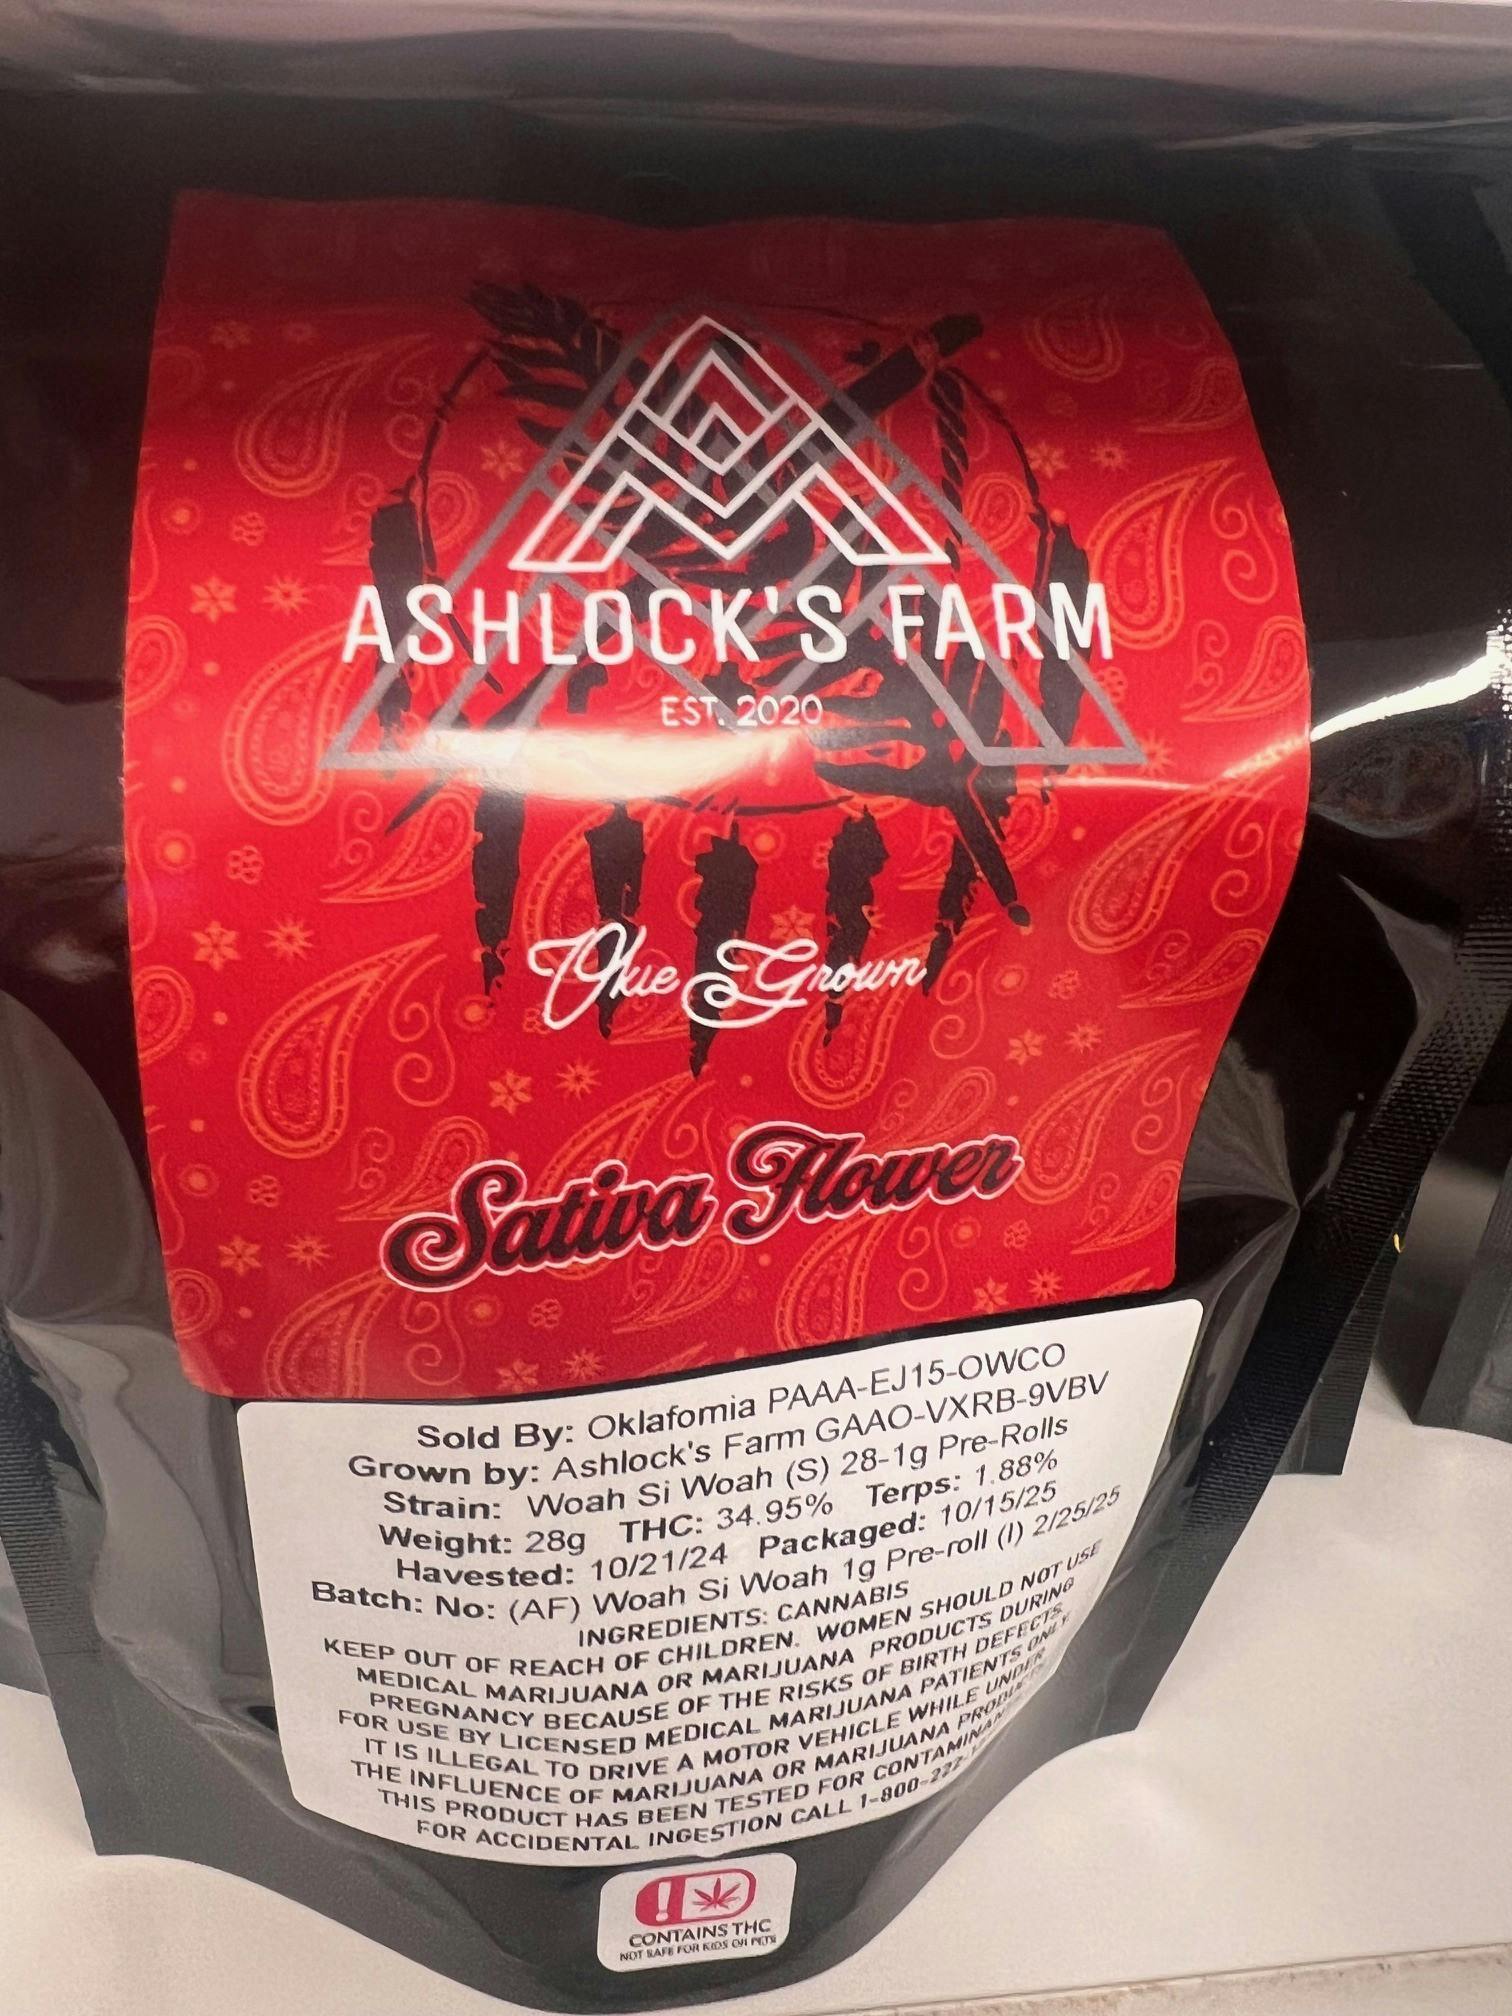 ASHLOCK'S FARM
EST. 2020
Okie Grown
Sativa Flower
Sold By: Oklafornia PAAA-EJ15-OWCO
Grown by: Ashlock's Farm GAAO-VXRB-9VBV
Strain: Woah Si Woah (S) 28-1g Pre-Rolls
Weight: 28g THC: 34.95% Terps: 1.88%
Havested: 10/21/24 Packaged: 10/15/25
Batch: No: (AF) Woah Si Woah 1g Pre-roll (I) 2/25/25
INGREDIENTS: CANNABIS
KEEP OUT OF REACH OF CHILDREN. WOMEN SHOULD NOT USE
MEDICAL MARIJUANA OR MARIJUANA PRODUCTS DURING
PREGNANCY BECAUSE OF THE RISKS OF BIRTH DEFECTS.
FOR USE BY LICENSED MEDICAL MARIJUANA PATIENTS ONLY.
IT IS ILLEGAL TO DRIVE A MOTOR VEHICLE WHILE UNDER
THE INFLUENCE OF MARIJUANA OR MARIJUANA
THIS PRODUCT HAS BEEN TESTED FOR
FOR ACCIDENTAL INGESTION CALL 1-800-222-
CONTAINS THC
NOT SAFE FOR KIDS OR PETS